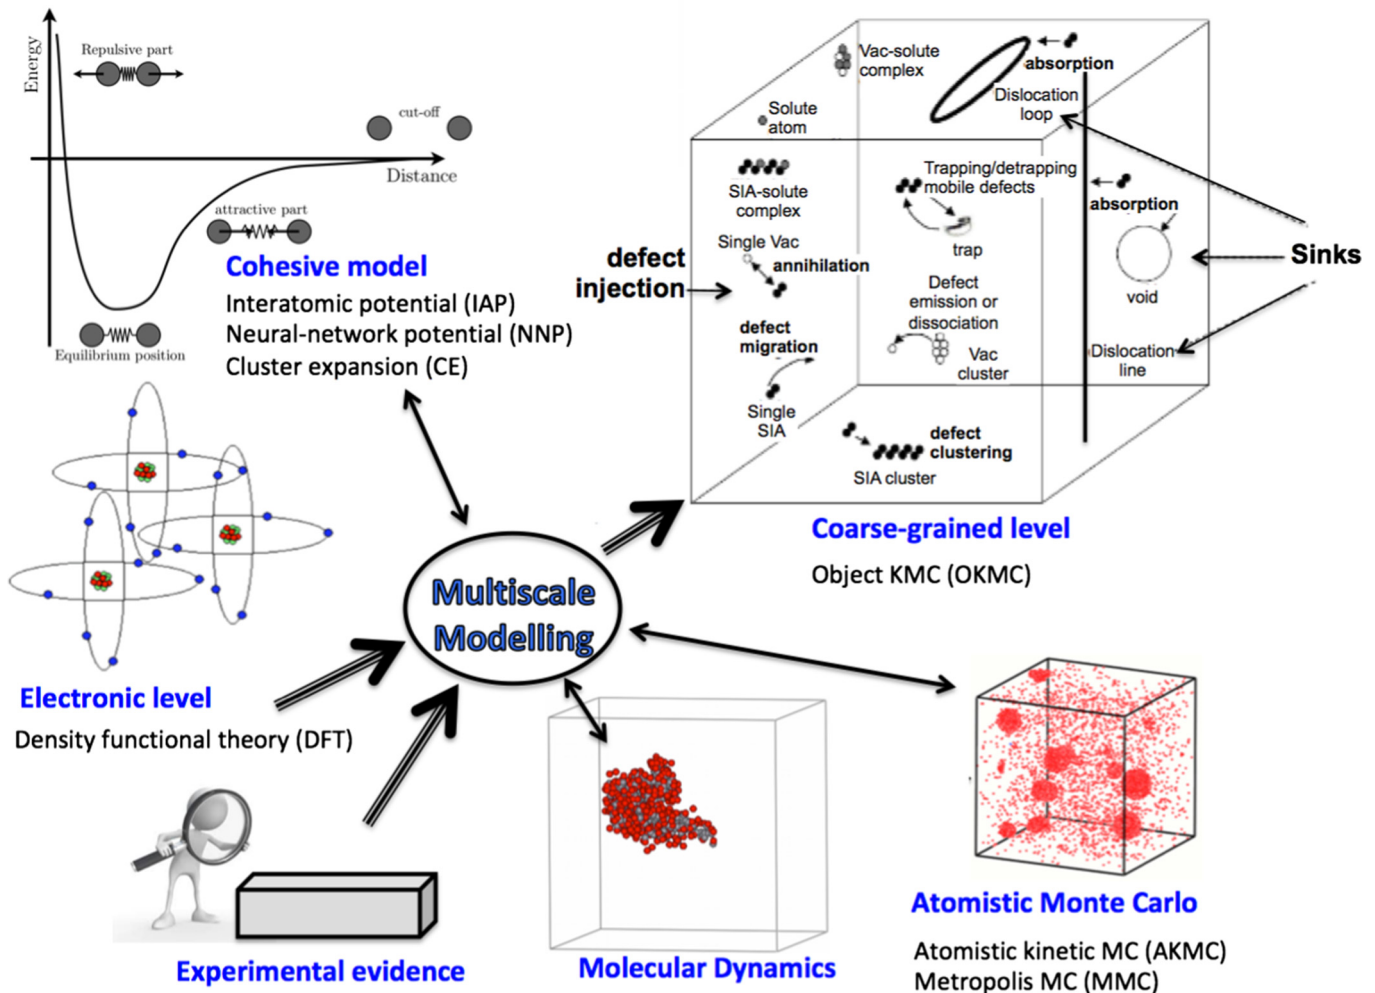 Energy
Repulsive part
cut-off
Distance
attractive part
Equilibrium position
Cohesive model
Interatomic potential (IAP)
Neural-network potential (NNP)
Cluster expansion (CE)
Vac-solute
complex
absorption
Dislocation
loop
Solute
atom
SIA-solute
complex
Trapping/detrapping
mobile defects
trap
absorption
void
Sinks
Single Vac
annihilation
defect
injection
Defect
emission or
dissociation
Vac
cluster
defect
migration
Single
SIA
Dislocation
line
defect
clustering
SIA cluster
Coarse-grained level
Object KMC (OKMC)
Multiscale
Modelling
Electronic level
Density functional theory (DFT)
Experimental evidence
Molecular Dynamics
Atomistic Monte Carlo
Atomistic kinetic MC (AKMC)
Metropolis MC (MMC)